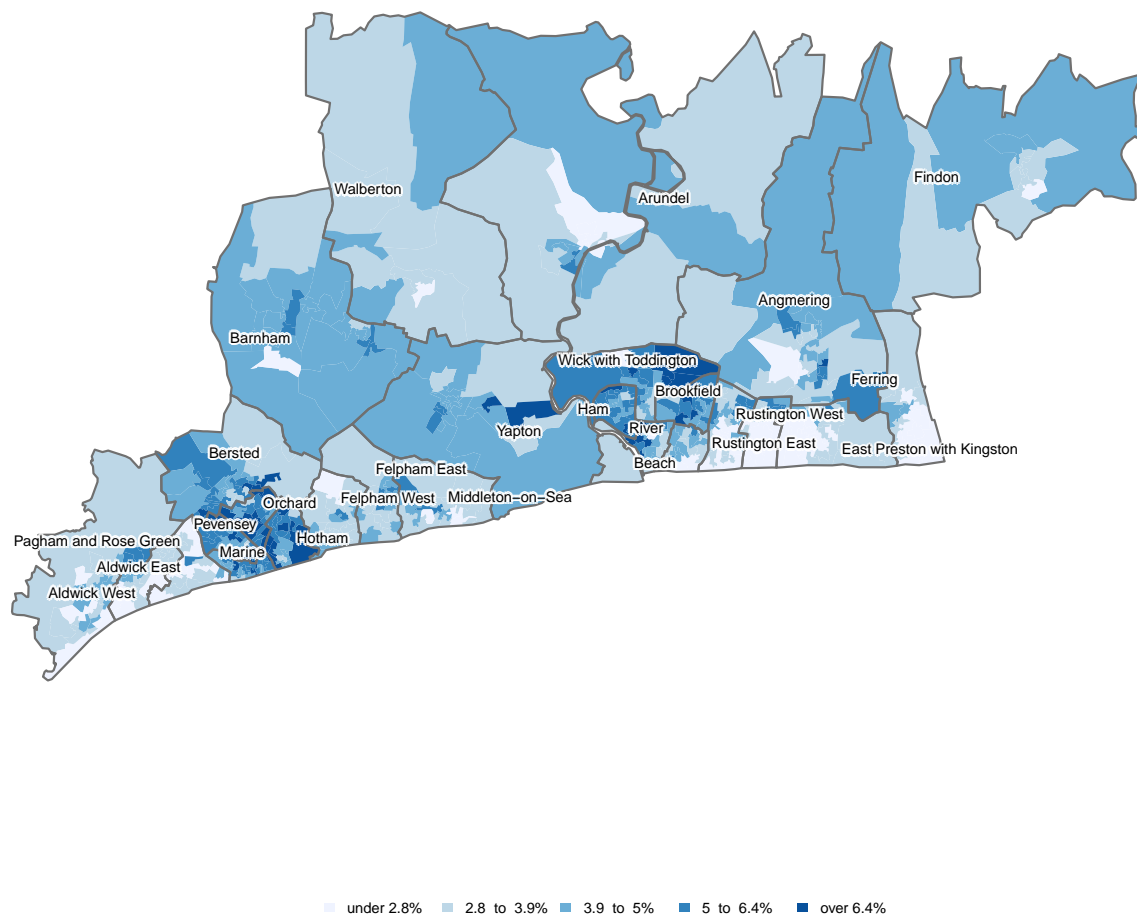 Walberton
Arundel
Findon
Angmering
Barnham
Wick with Toddington
Ferring
Brookfield
Ham
Rustington West
Yapton
River
Rustington East
East Preston with Kingston
Bersted
Beach
Felpham East
Orchard
Felpham West
Middleton−on−Sea
Pevensey
Hotham
Pagham and Rose Green
Marine
Aldwick East
Aldwick West
under 2.8% 2.8 to 3.9% 3.9 to 5% 5 to 6.4% over 6.4%